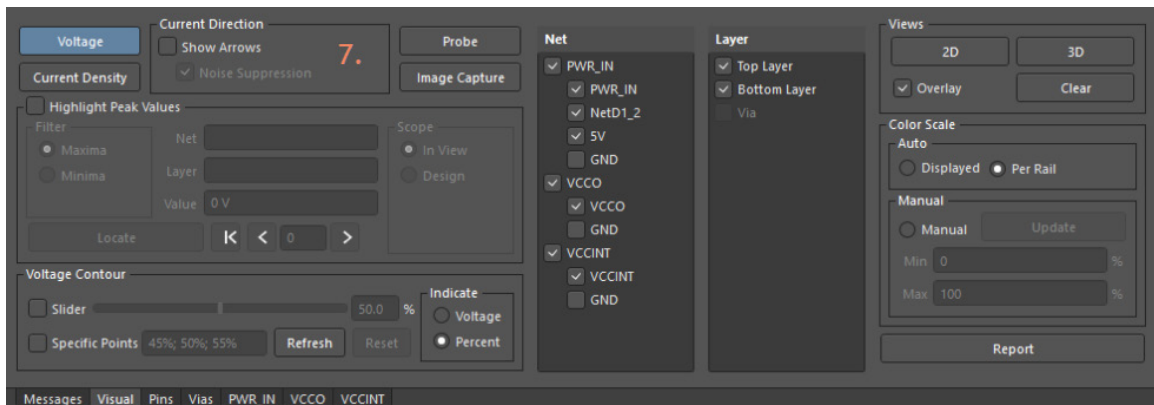 Voltage
Current Density
Current Direction
Show Arrows
Noise Suppression
7.
Probe
Image Capture
Highlight Peak Values
Filter
Maxima
Minima
Net
Layer
Value 0 V
Scope
In View
Design
Locate
0
Voltage Contour
Slider
50.0 %
Specific Points 45%; 50%; 55% Refresh Reset
Indicate
Voltage
Percent
Net
PWR_IN
PWR_IN
NetD1_2
5V
GND
VCCO
VCCO
GND
VCCINT
VCCINT
GND
Layer
Top Layer
Bottom Layer
Via
Views
2D 3D
Overlay Clear
Color Scale
Auto
Displayed Per Rail
Manual
Manual Update
Min 0 %
Max 100 %
Report
Messages Visual Pins Vias PWR_IN VCCO VCCINT